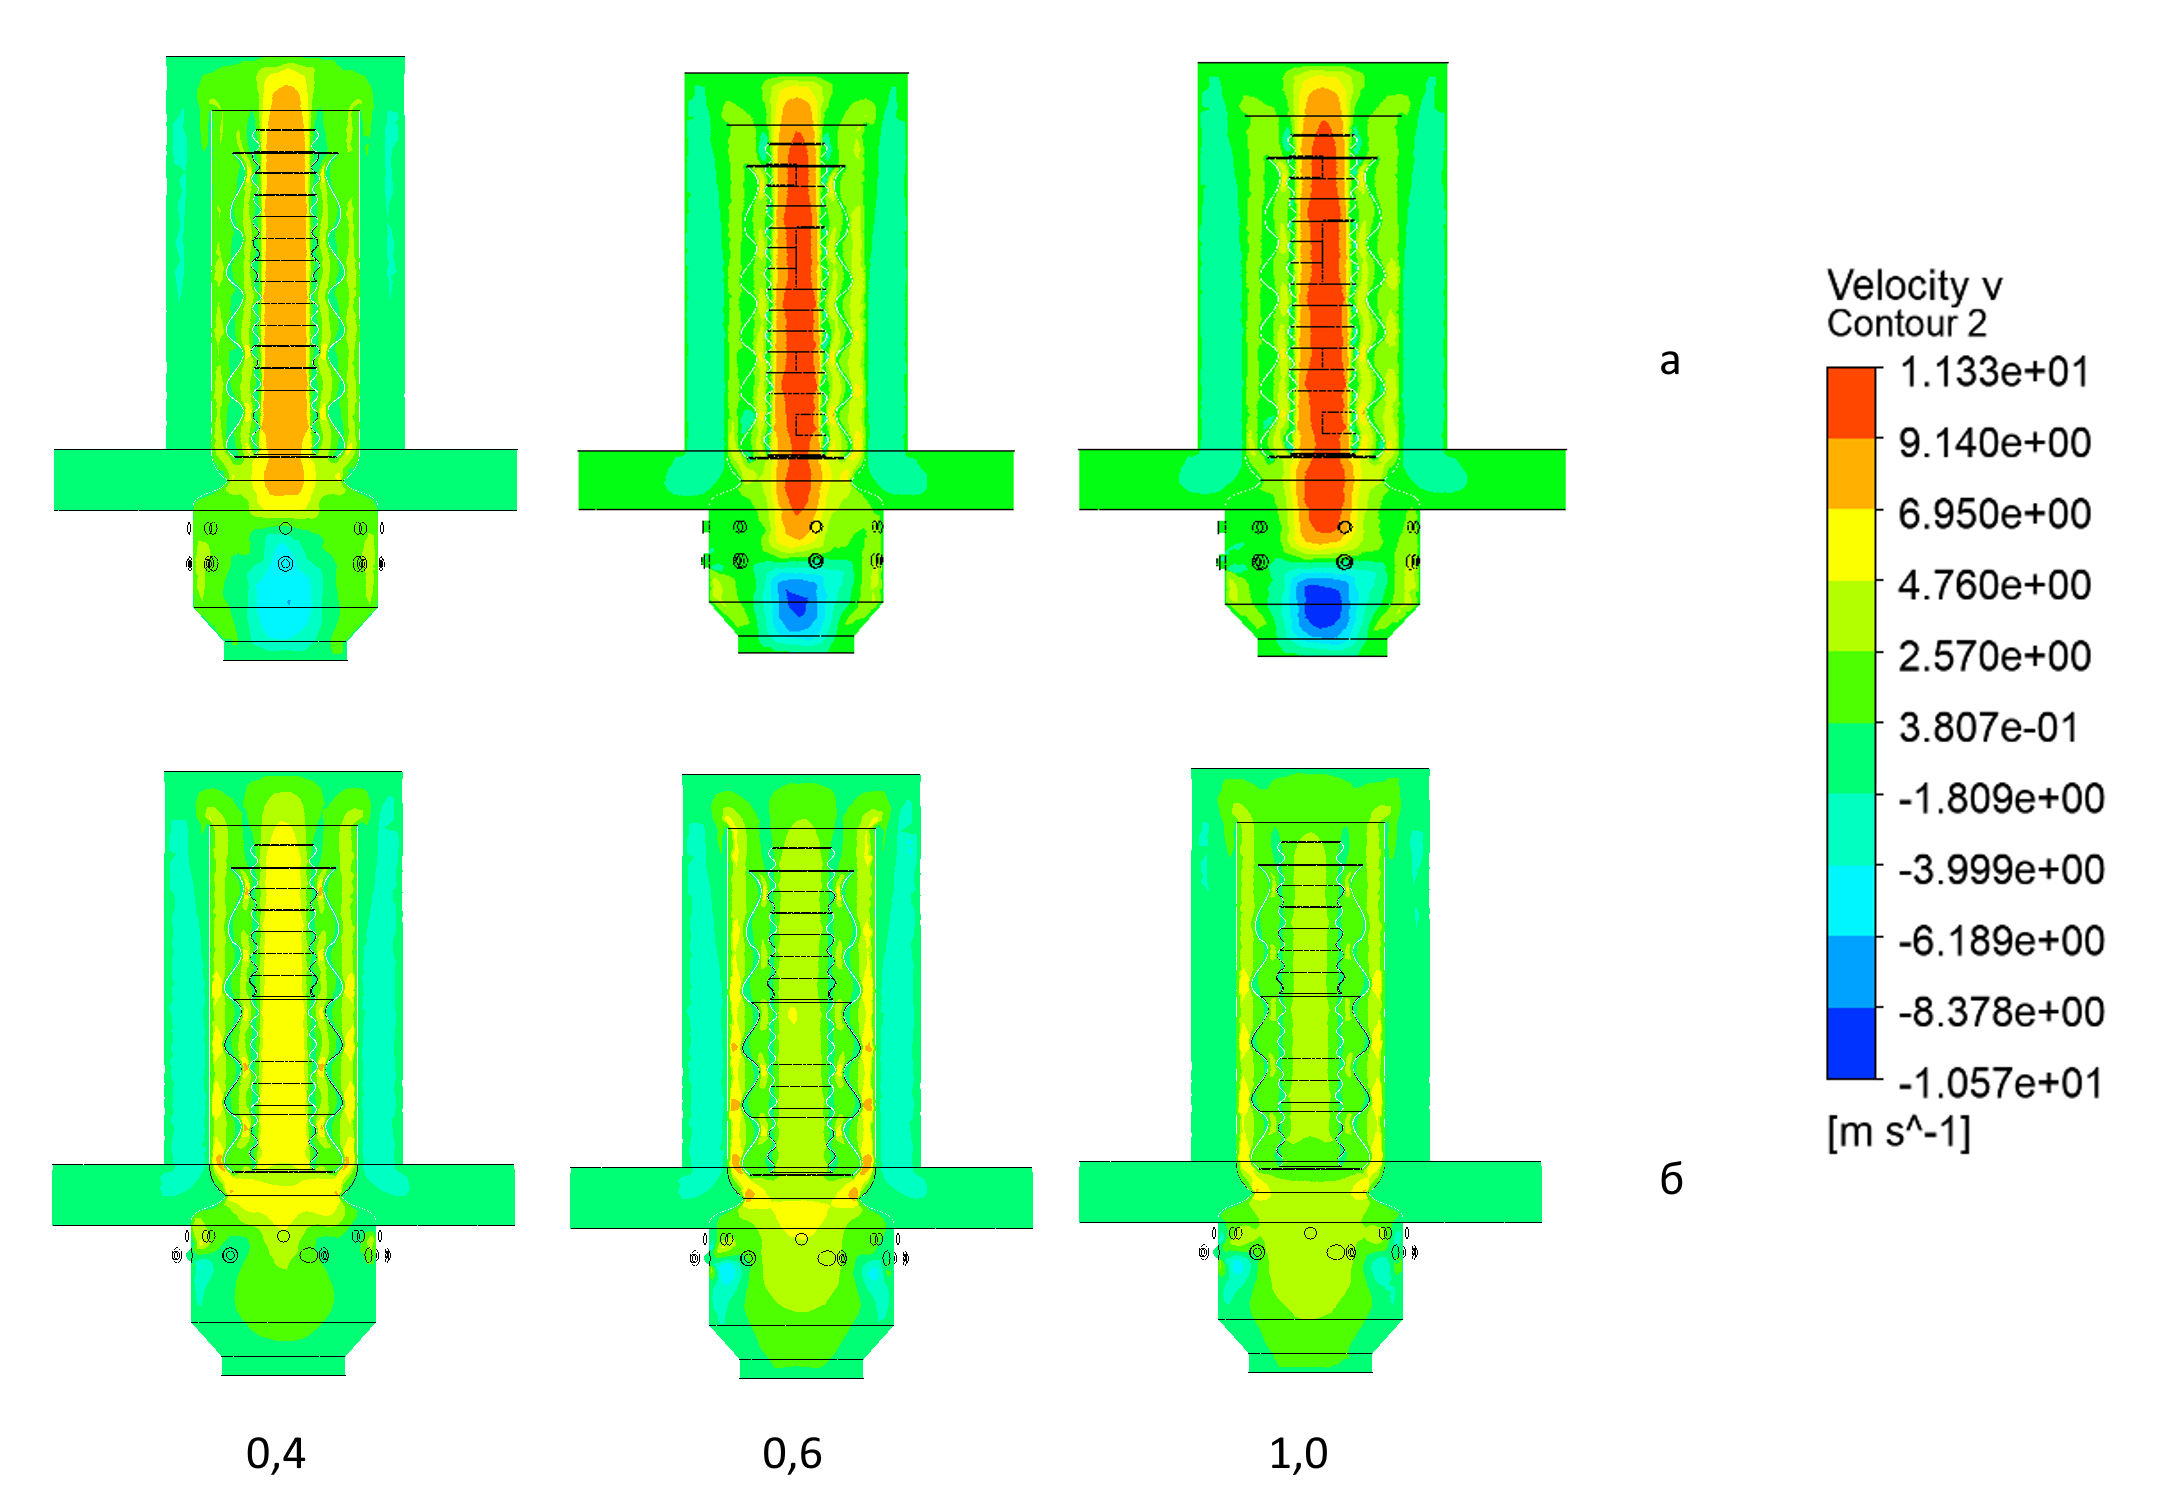 Velocity v
Contour 2
а
1.133e+01
9.140e+00
6.950e+00
4.760e+00
2.570e+00
3.807e-01
-1.809e+00
-3.999e+00
-6.189e+00
-8.378e+00
-1.057e+01
[m s^-1]
б
0,4
0,6
1,0